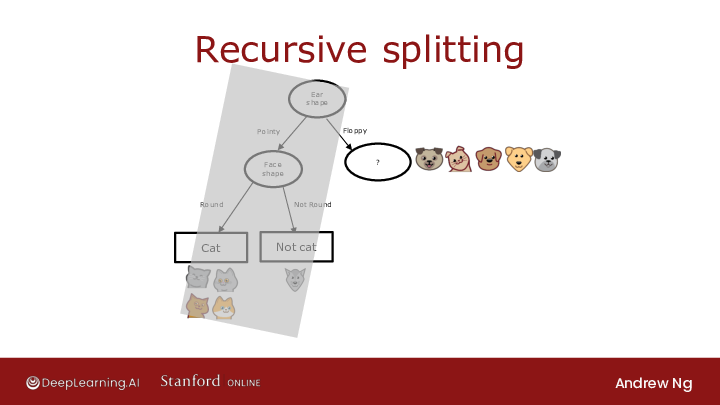 Recursive splitting
Ear
shape
Pointy
Floppy
Face
shape
?
Round
Not Round
Cat
Not cat
DeepLearning.AI
Stanford ONLINE
Andrew Ng